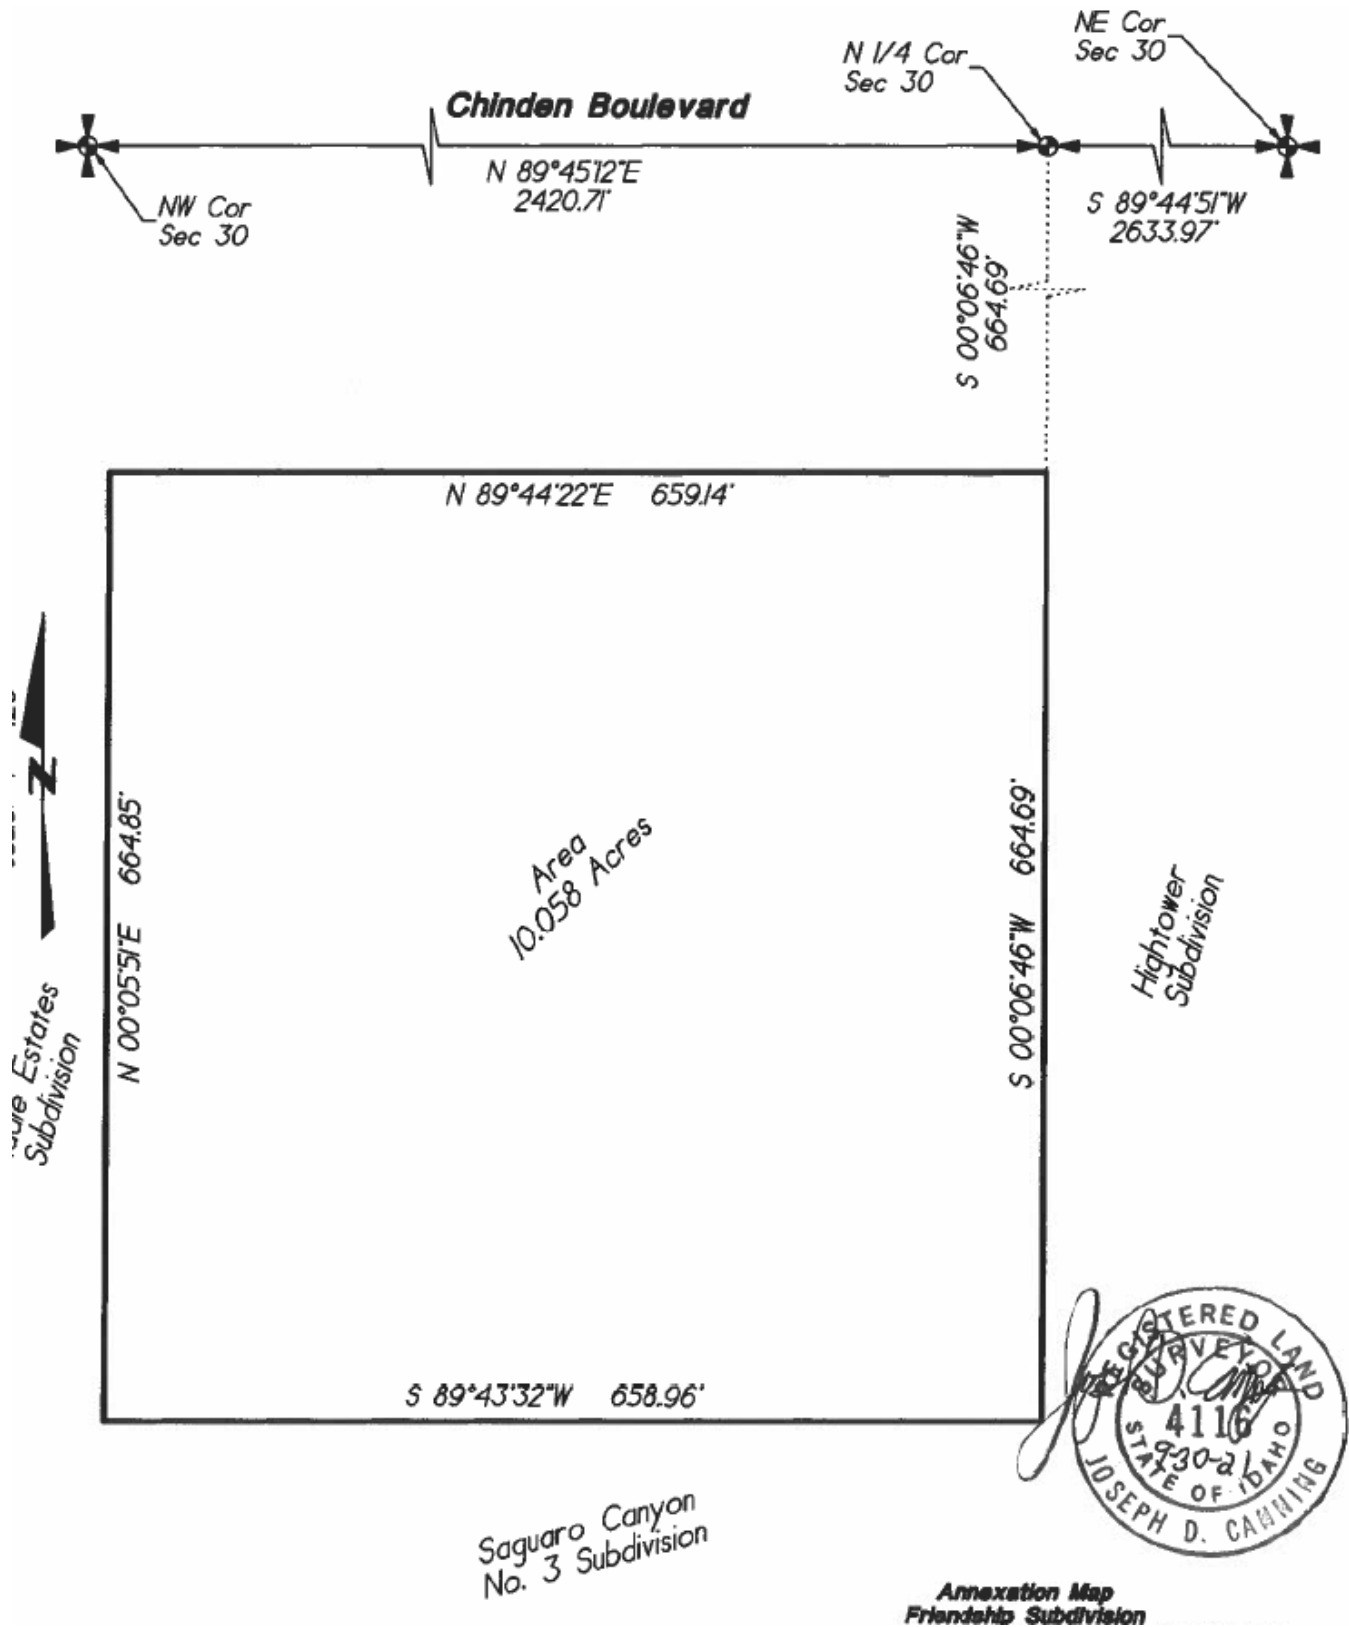 NE Cor
Sec 30
N 1/4 Cor
Sec 30
Chinden Boulevard
N 89°45'12"E
2420.71'
NW Cor
Sec 30
S 89°44'51"W
2633.97'
S 00°06'46"W
664.69'
N 89°44'22"E 659.14'
N 00°05'51"E 664.85'
Area
10.058 Acres
S 00°06'46"W 664.69'
Hightower
Subdivision
Estates
Subdivision
S 89°43'32"W 658.96'
REGISTERED LAND
SURVEYOR
4116
9-30-21
STATE OF IDAHO
JOSEPH D. CANNING
Saguaro Canyon
No. 3 Subdivision
Annexation Map
Friendship Subdivision